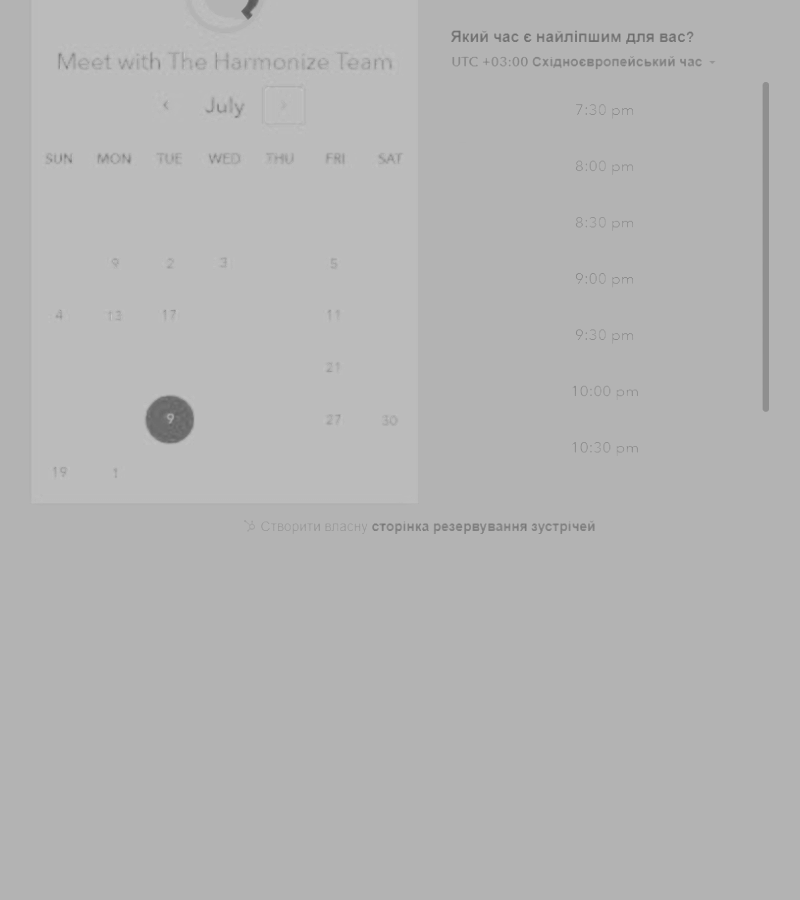 Meet with The Harmonize Team
July
SUN MON TUE WED THU FRI SAT
9 2 3 5
4 13 17 11
21
9 27 30
19 1
Який час є найліпшим для вас?
UTC +03:00 Східноєвропейський час
7:30 pm
8:00 pm
8:30 pm
9:00 pm
9:30 pm
10:00 pm
10:30 pm
Створити власну сторінка резервування зустрічей